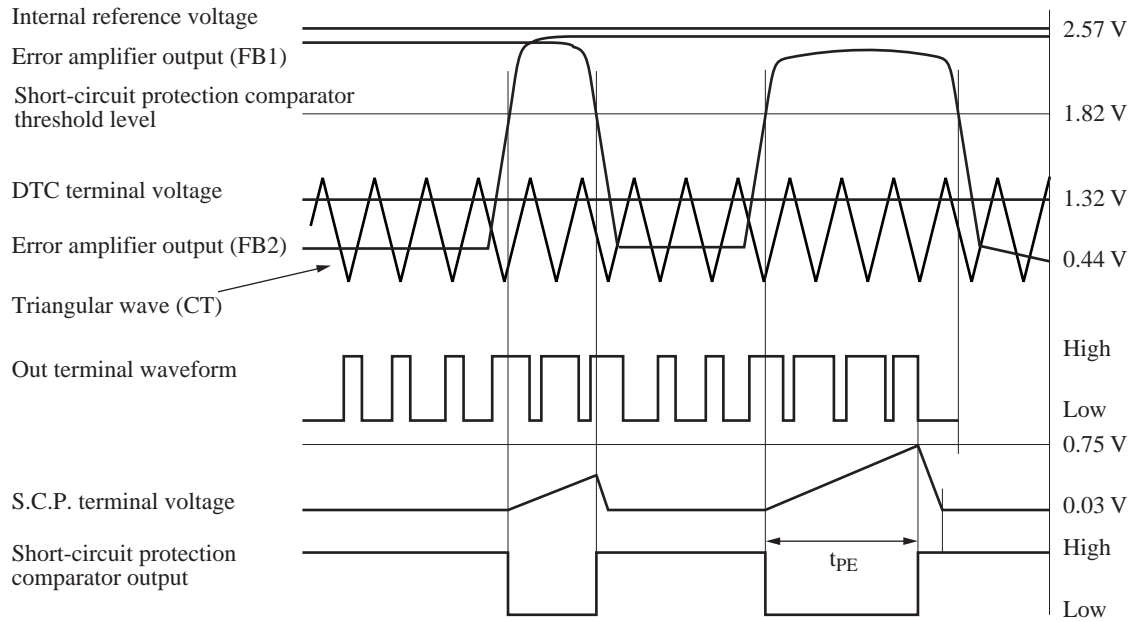 Internal reference voltage
2.57 V
Error amplifier output (FB1)
Short-circuit protection comparator
threshold level
1.82 V
DTC terminal voltage
1.32 V
Error amplifier output (FB2)
0.44 V
Triangular wave (CT)
High
Out terminal waveform
Low
0.75 V
S.C.P. terminal voltage
0.03 V
Short-circuit protection
comparator output
High
tPE
Low